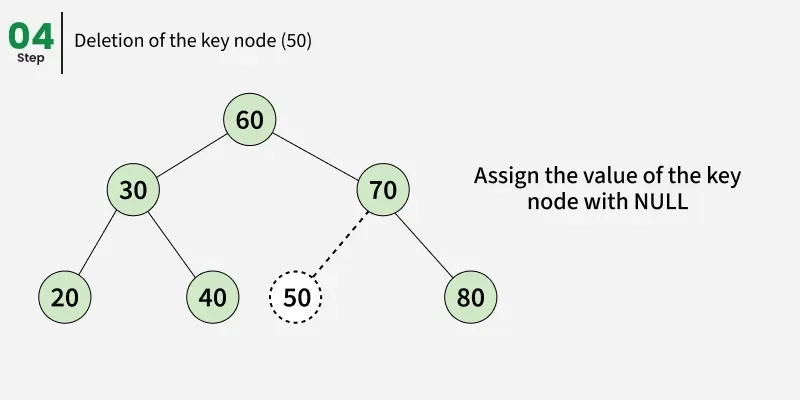 04
Step
Deletion of the key node (50)
60
30
70
Assign the value of the key
node with NULL
20
40
50
80